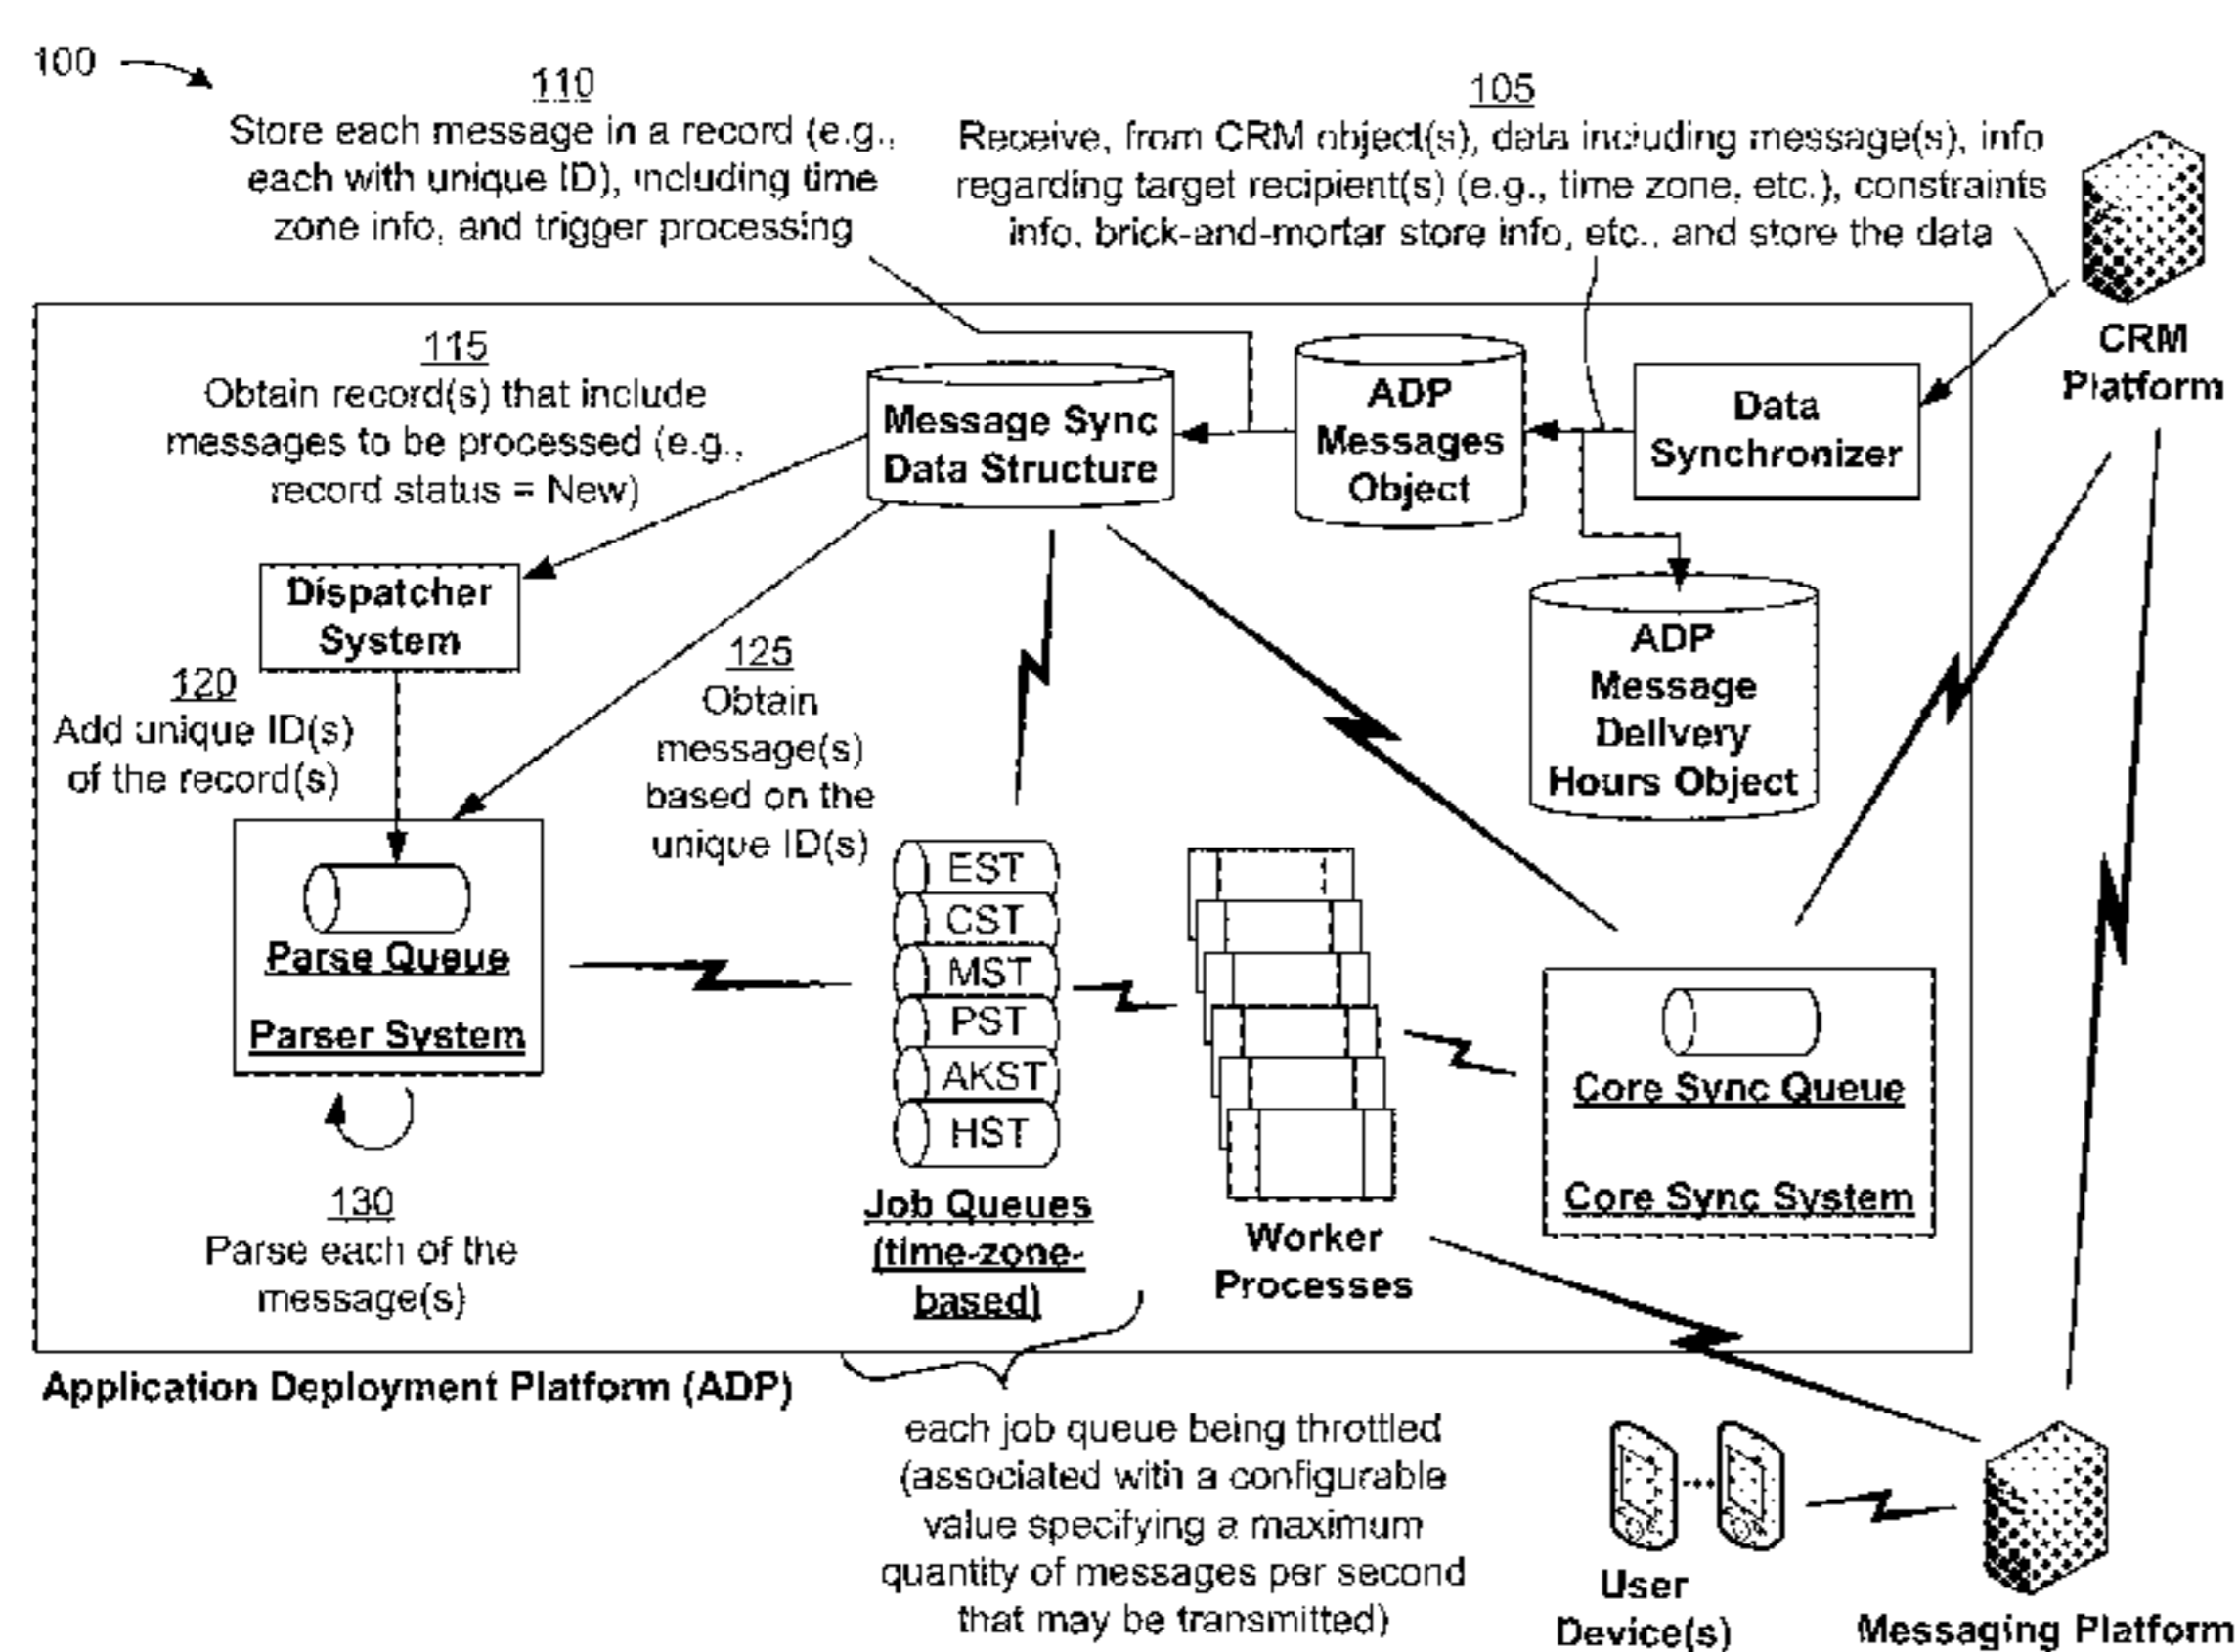 100
110
Store each message in a record (e.g.,
each with unique ID), including time
zone info, and trigger processing
105
Receive, from CRM object(s), data including message(s), info
regarding target recipient(s) (e.g., time zone, etc.), constraints
info, brick-and-mortar store info, etc., and store the data
CRM
Platform
115
Obtain record(s) that include
messages to be processed (e.g.,
record status = New)
Message Sync
Data Structure
ADP
Messages
Object
Data
Synchronizer
Dispatcher
System
ADP
Message
Delivery
Hours Object
120
Add unique ID(s)
of the record(s)
125
Obtain
message(s)
based on the
unique ID(s)
Parse Queue
Parser System
130
Parse each of the
message(s)
EST
CST
MST
PST
AKST
HST
Job Queues
(time-zone-
based)
Worker
Processes
Core Sync Queue
Core Sync System
Application Deployment Platform (ADP)
each job queue being throttled
(associated with a configurable
value specifying a maximum
quantity of messages per second
that may be transmitted)
User
Device(s)
Messaging Platform